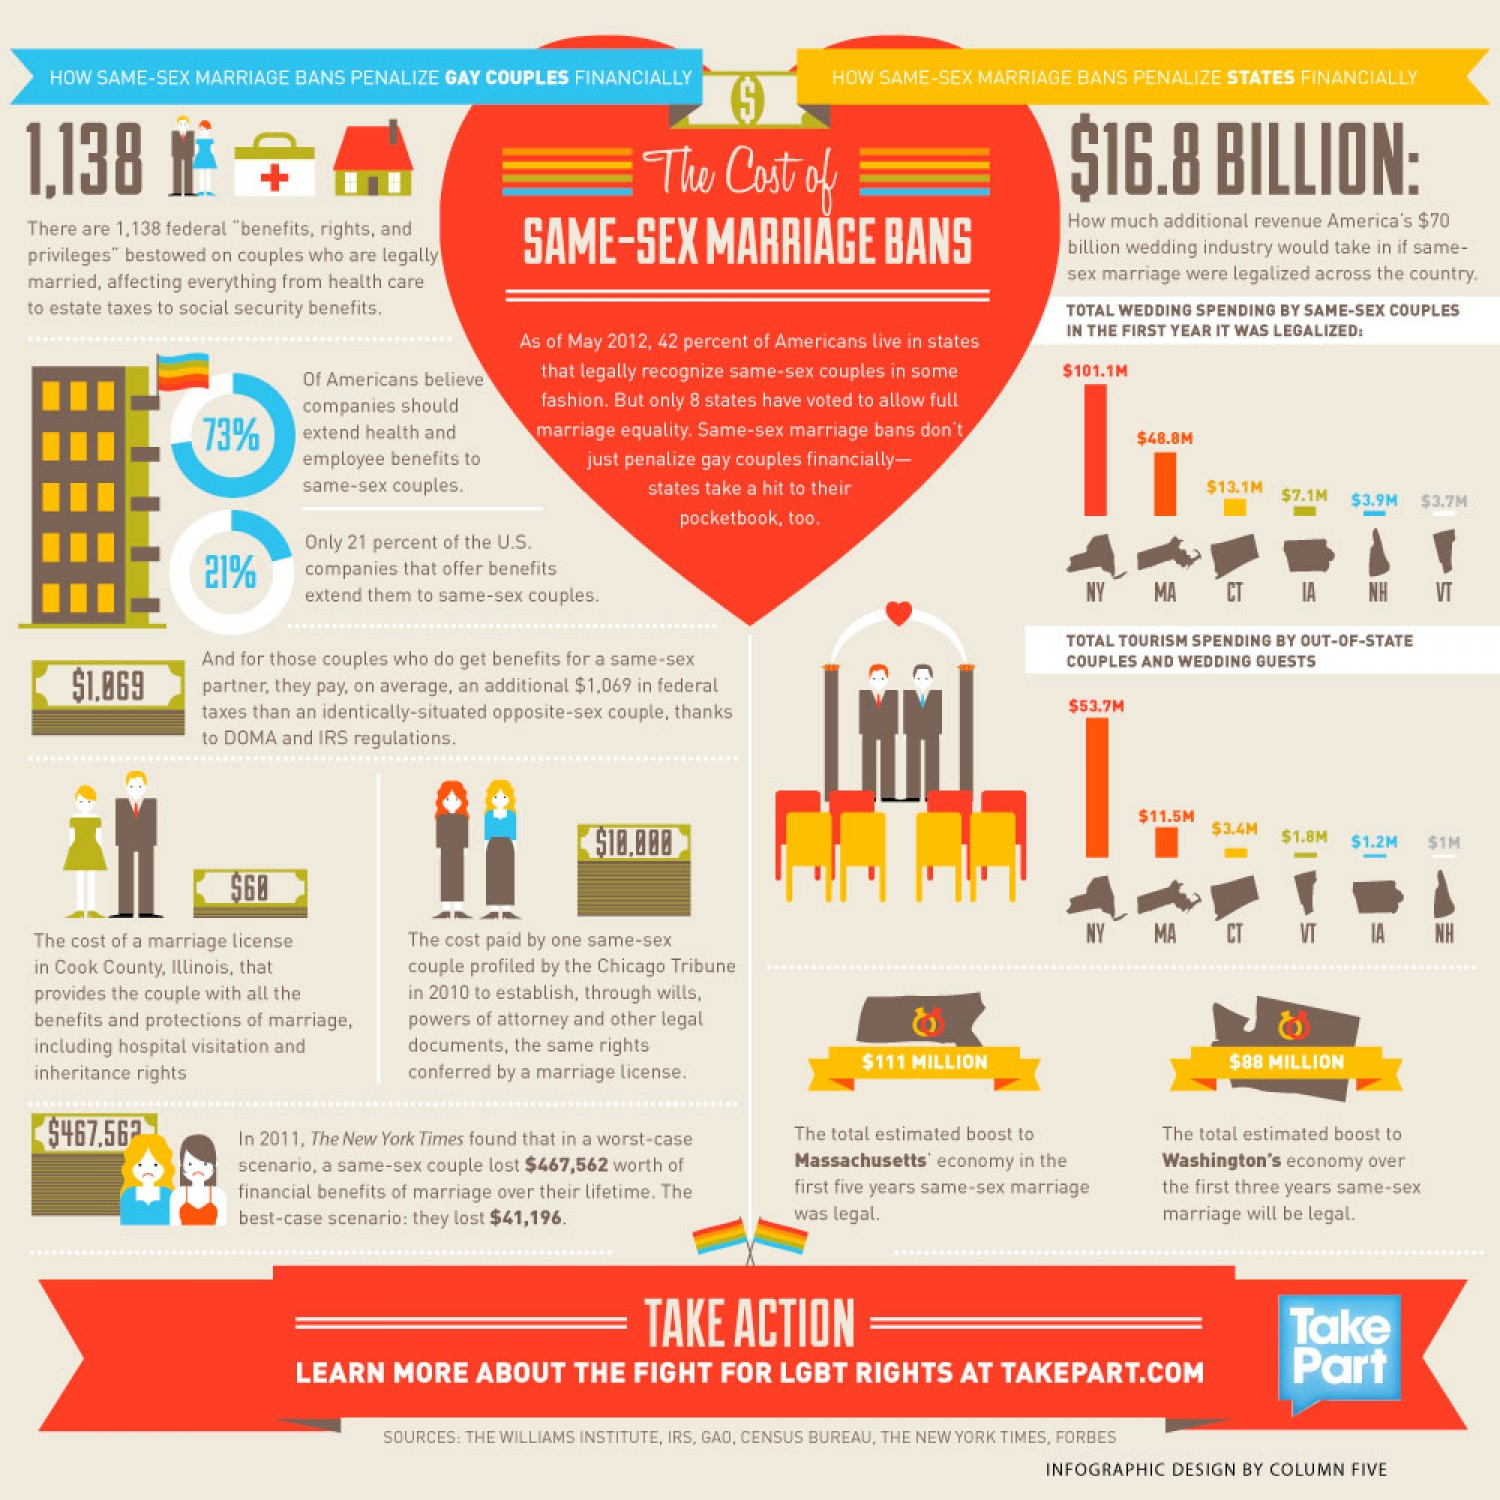 HOW SAME-SEX MARRIAGE BANS PENALIZE GAY COUPLES FINANCIALLY
HOW SAME-SEX MARRIAGE BANS PENALIZE STATES FINANCIALLY
$
The Cost of
SAME-SEX MARRIAGE BANS
As of May 2012, 42 percent of Americans live in states
that legally recognize same-sex couples in some
fashion. But only 8 states have voted to allow full
marriage equality. Same-sex marriage bans don't
just penalize gay couples financially—
states take a hit to their
pocketbook, too.
1,138
There are 1,138 federal "benefits, rights, and
privileges" bestowed on couples who are legally
married, affecting everything from health care
to estate taxes to social security benefits.
73%
Of Americans believe
companies should
extend health and
employee benefits to
same-sex couples.
21%
Only 21 percent of the U.S.
companies that offer benefits
extend them to same-sex couples.
$1,069
And for those couples who do get benefits for a same-sex
partner, they pay, on average, an additional $1,069 in federal
taxes than an identically-situated opposite-sex couple, thanks
to DOMA and IRS regulations.
$60
The cost of a marriage license
in Cook County, Illinois, that
provides the couple with all the
benefits and protections of marriage,
including hospital visitation and
inheritance rights
$10,000
The cost paid by one same-sex
couple profiled by the Chicago Tribune
in 2010 to establish, through wills,
powers of attorney and other legal
documents, the same rights
conferred by a marriage license.
$467,562
In 2011, The New York Times found that in a worst-case
scenario, a same-sex couple lost $467,562 worth of
financial benefits of marriage over their lifetime. The
best-case scenario: they lost $41,196.
$16.8 BILLION:
How much additional revenue America's $70
billion wedding industry would take in if same-
sex marriage were legalized across the country.
TOTAL WEDDING SPENDING BY SAME-SEX COUPLES
IN THE FIRST YEAR IT WAS LEGALIZED:
$101.1M $48.8M $13.1M $7.1M $3.9M $3.7M
NY MA CT IA NH VT
TOTAL TOURISM SPENDING BY OUT-OF-STATE
COUPLES AND WEDDING GUESTS
$53.7M $11.5M $3.4M $1.8M $1.2M $1M
NY MA CT VT IA NH
$111 MILLION
The total estimated boost to
Massachusetts' economy in the
first five years same-sex marriage
was legal.
$88 MILLION
The total estimated boost to
Washington's economy over
the first three years same-sex
marriage will be legal.
TAKE ACTION
LEARN MORE ABOUT THE FIGHT FOR LGBT RIGHTS AT TAKEPART.COM
Take
Part
SOURCES: THE WILLIAMS INSTITUTE, IRS, GAO, CENSUS BUREAU, THE NEW YORK TIMES, FORBES
INFOGRAPHIC DESIGN BY COLUMN FIVE